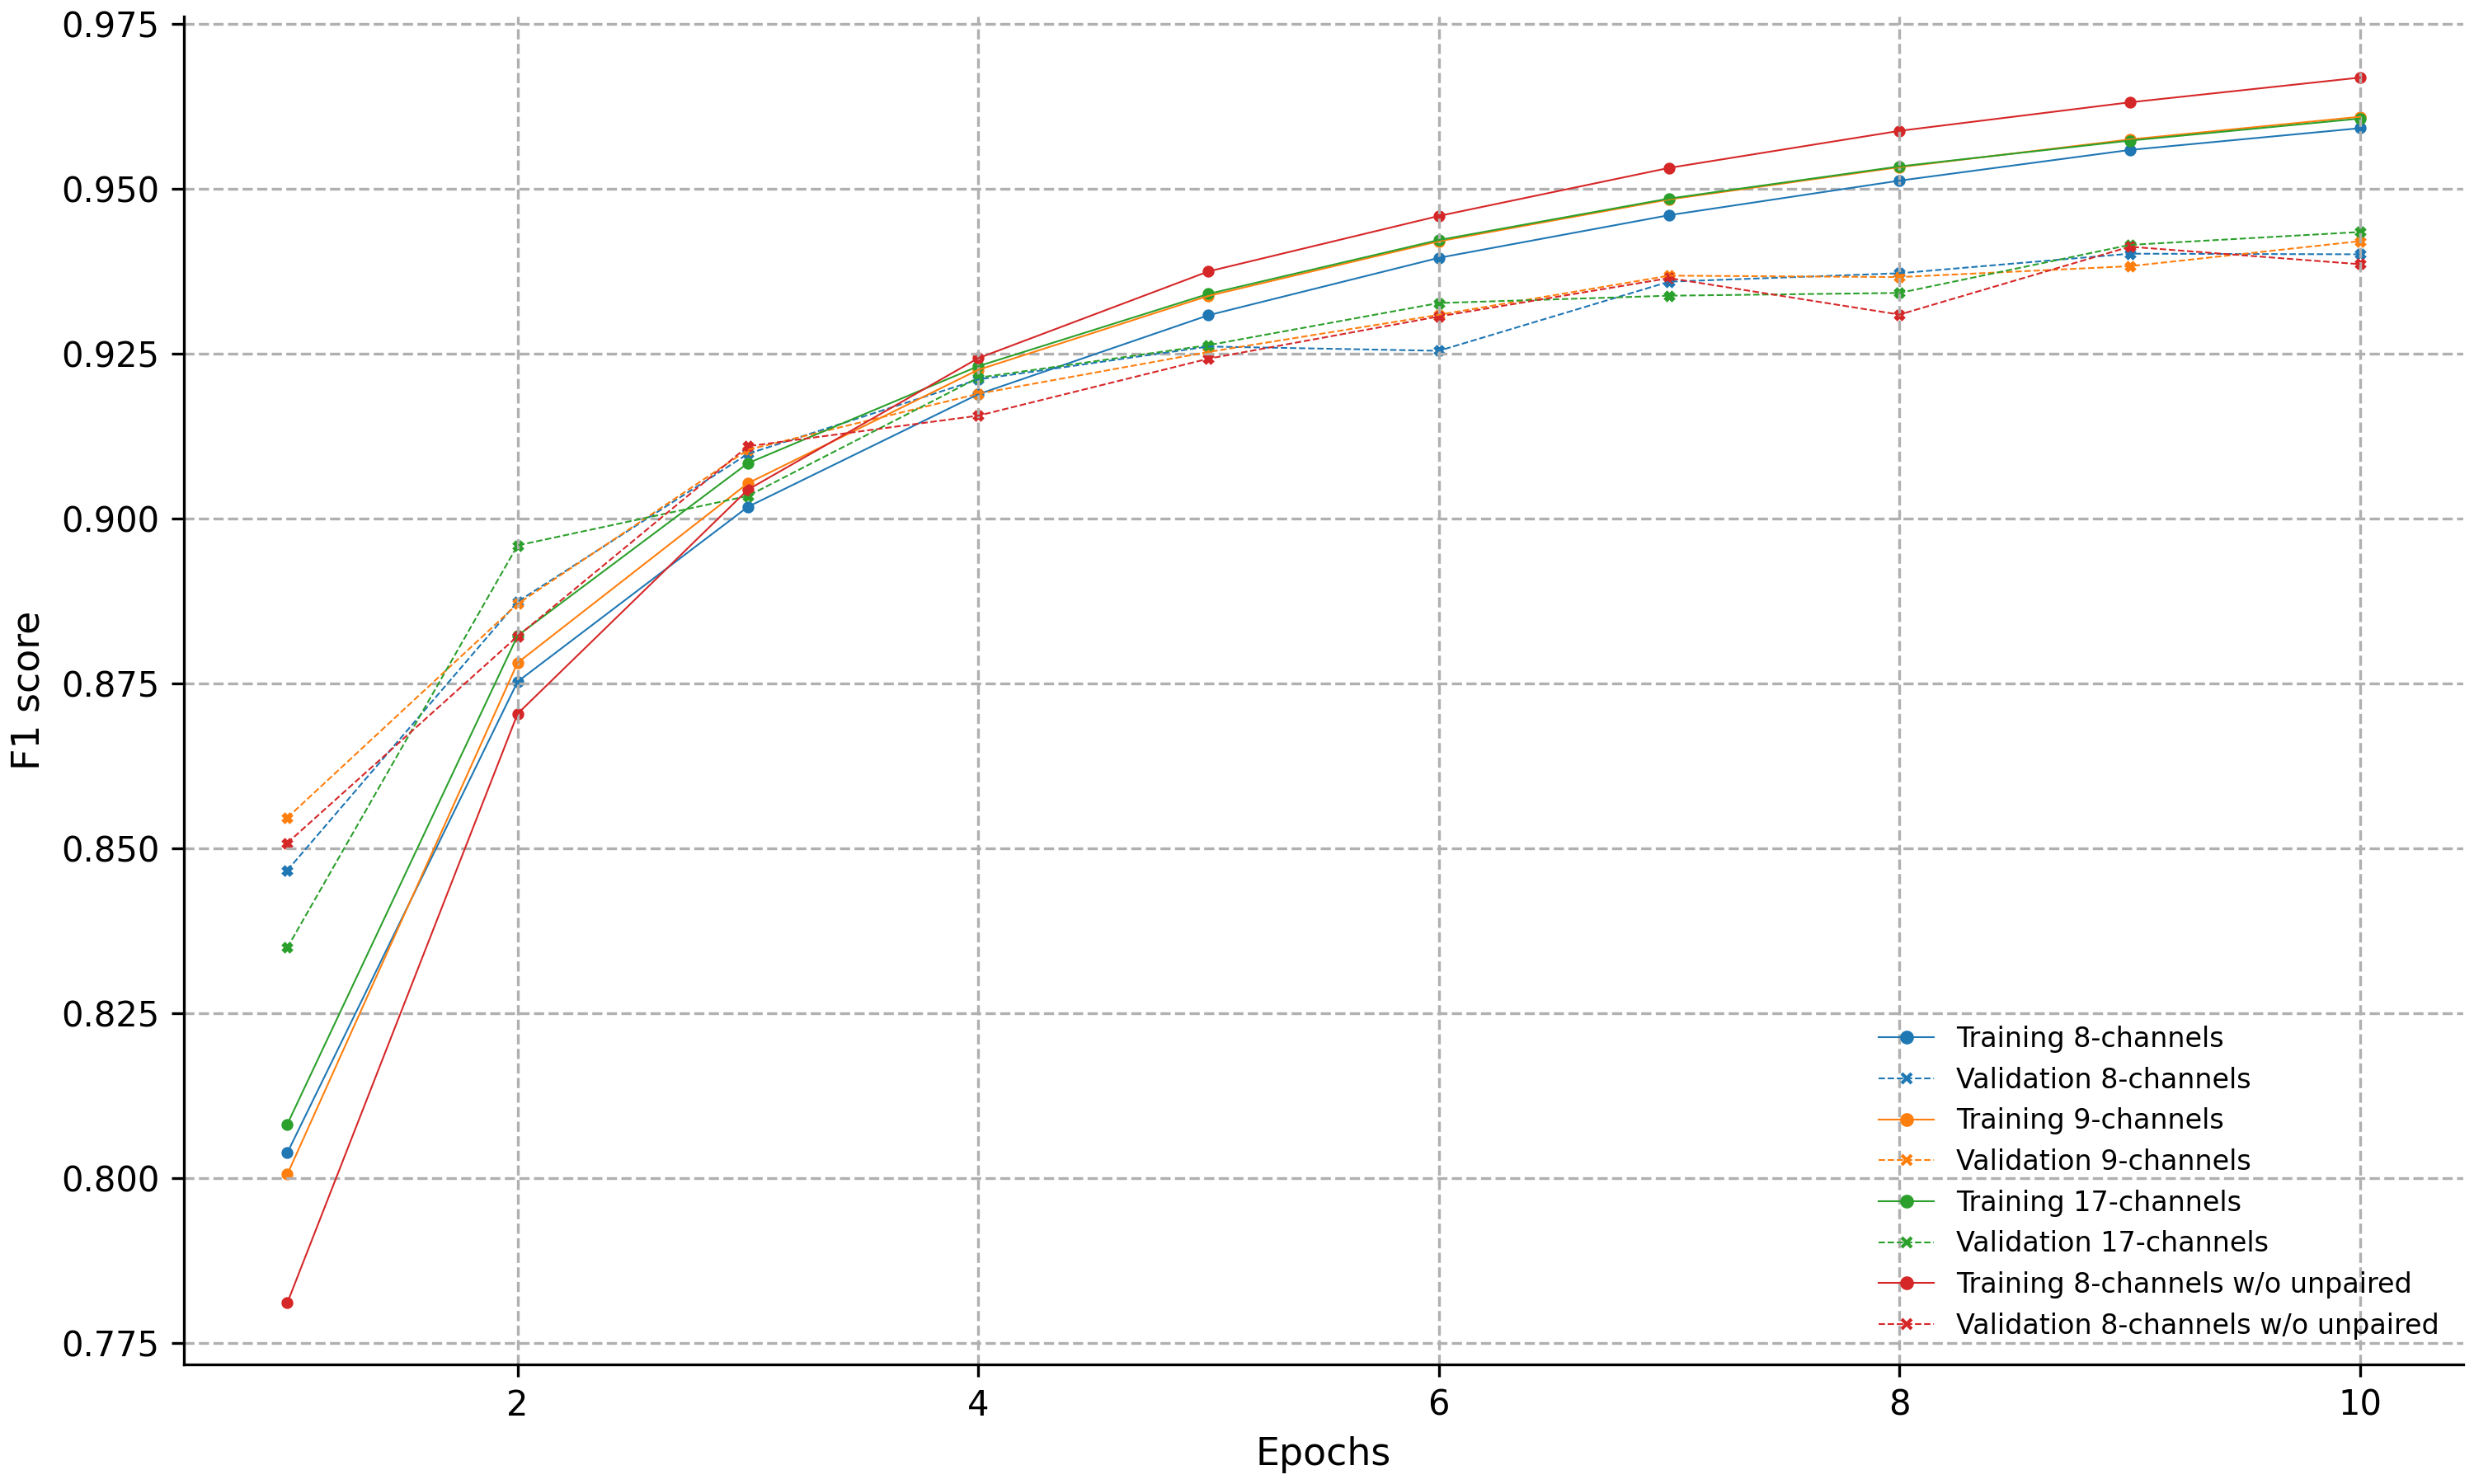 0.975
0.950
0.925
0.900
0.875
0.850
0.825
0.800
0.775
F1 score
2 4 6 8 10
Epochs
Training 8-channels
Validation 8-channels
Training 9-channels
Validation 9-channels
Training 17-channels
Validation 17-channels
Training 8-channels w/o unpaired
Validation 8-channels w/o unpaired